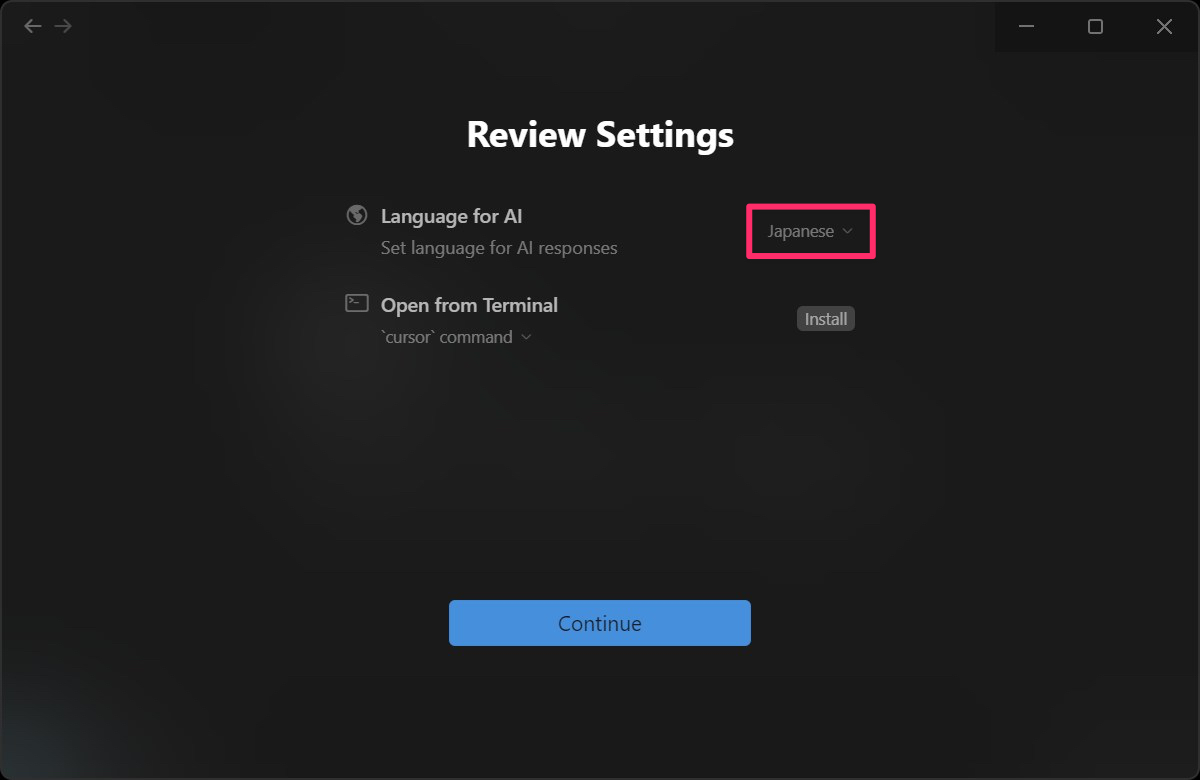 Review Settings
Language for AI
Set language for AI responses
Japanese
Open from Terminal
`cursor` command
Install
Continue